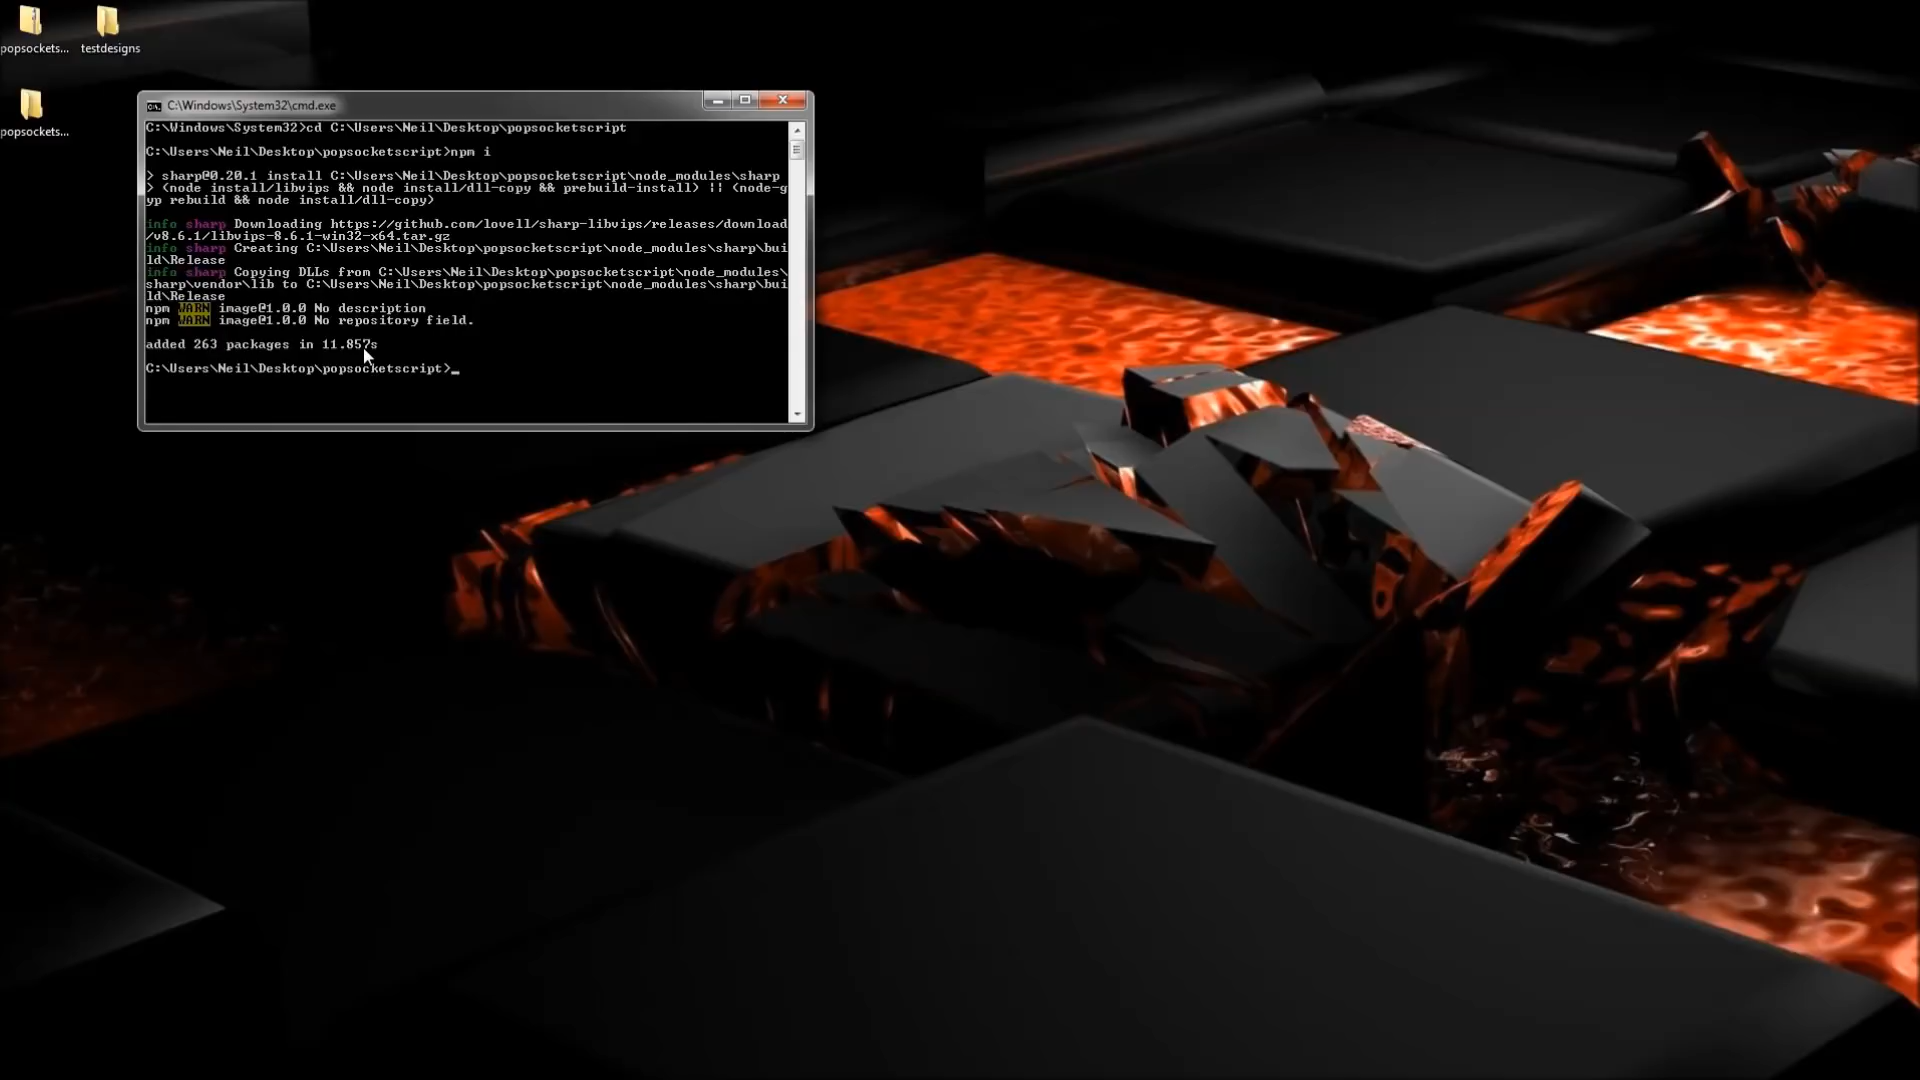 popsockets... testdesigns
popsockets...
C:\Windows\System32\cmd.exe
C:\Windows\System32>cd C:\Users\Neil\Desktop\popsocketscript
C:\Users\Neil\Desktop\popsocketscript>npm i
> sharp@0.20.1 install C:\Users\Neil\Desktop\popsocketscript\node_modules\sharp
> (node install/libvips && node install/dll-copy && prebuild-install) || (node-g
yp rebuild && node install/dll-copy)
info sharp Downloading https://github.com/lovell/sharp-libvips/releases/download
/v8.6.1/libvips-8.6.1-win32-x64.tar.gz
info sharp Creating C:\Users\Neil\Desktop\popsocketscript\node_modules\sharp\bui
ld\Release
info sharp Copying DLLs from C:\Users\Neil\Desktop\popsocketscript\node_modules\
sharp\vendor\lib to C:\Users\Neil\Desktop\popsocketscript\node_modules\sharp\bui
ld\Release
npm WARN image@1.0.0 No description
npm WARN image@1.0.0 No repository field.
added 263 packages in 11.857s
C:\Users\Neil\Desktop\popsocketscript>_